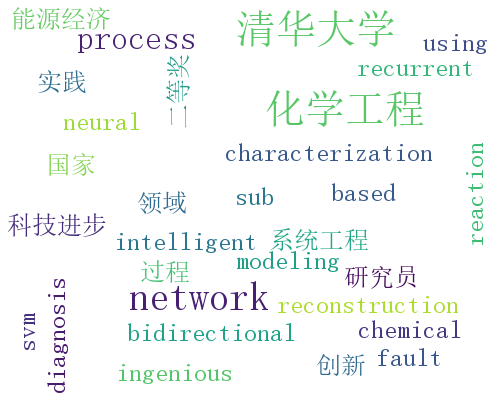 能源经济
清华大学
process
using
recurrent
实践
二等奖
化学工程
neural
characterization
国家
reaction
领域
sub
based
科技进步
intelligent
系统工程
modeling
过程
研究员
network
reconstruction
svm
diagnosis
bidirectional
chemical
创新
fault
ingenious